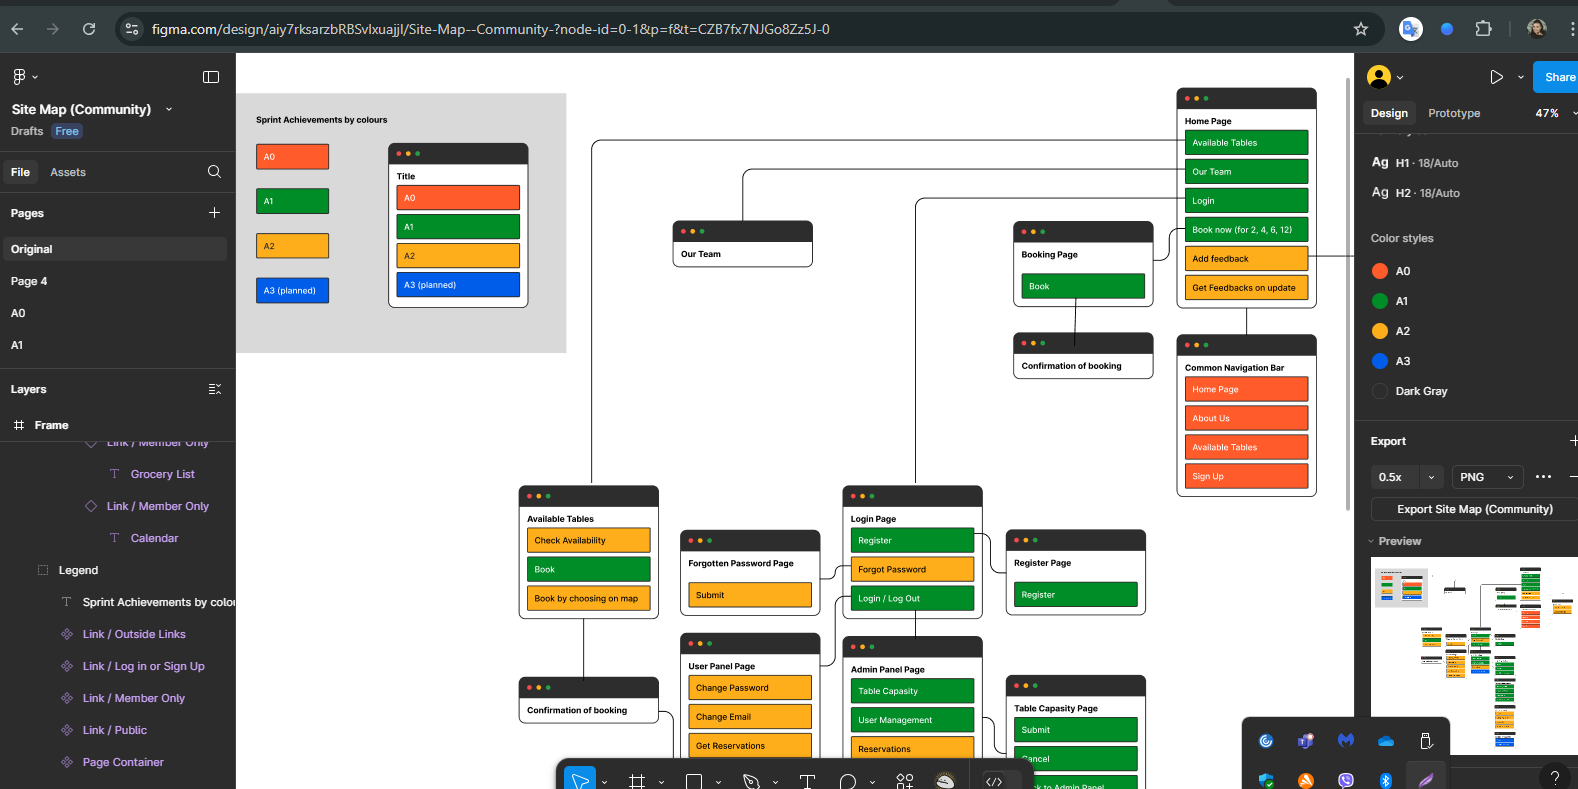 figma.com/design/aiy7rksarzbRBSvlxuajjI/Site-Map--Community-?node-id=0-1&p=f&t=CZB7fx7NJGo8Zz5J-0
Site Map (Community)
Drafts Free
File Assets
Pages
Original
Page 4
A0
A1
Layers
Frame
Link / Member Only
Grocery List
Link / Member Only
Calendar
Legend
Sprint Achievements by colou
Link / Outside Links
Link / Log in or Sign Up
Link / Member Only
Link / Public
Page Container
Sprint Achievements by colours
A0
A1
A2
A3 (planned)
Title
A0
A1
A2
A3 (planned)
Our Team
Booking Page
Book
Confirmation of booking
Home Page
Available Tables
Our Team
Login
Book now (for 2, 4, 6, 12)
Add feedback
Get Feedbacks on update
Common Navigation Bar
Home Page
About Us
Available Tables
Sign Up
Available Tables
Check Availability
Book
Book by choosing on map
Confirmation of booking
Forgotten Password Page
Submit
User Panel Page
Change Password
Change Email
Get Reservations
Login Page
Register
Forgot Password
Login / Log Out
Admin Panel Page
Table Capasity
User Management
Reservations
Register Page
Register
Table Capasity Page
Submit
Cancel
ck to Admin Panel
Share
Design Prototype 47%
Ag H1 · 18/Auto
Ag H2 · 18/Auto
Color styles
A0
A1
A2
A3
Dark Gray
Export
0.5x PNG
Export Site Map (Community)
Preview
?